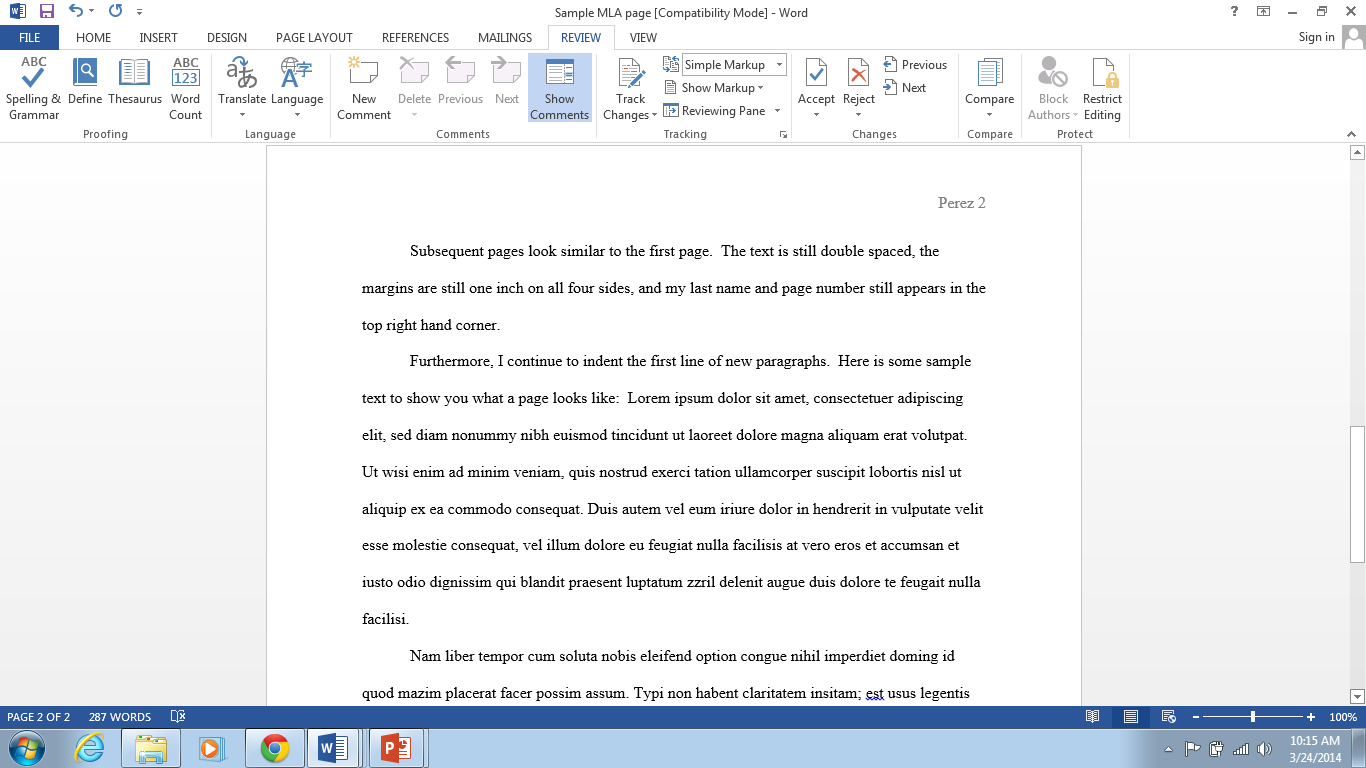 Sample MLA page [Compatibility Mode] - Word
?
FILE HOME INSERT DESIGN PAGE LAYOUT REFERENCES MAILINGS REVIEW VIEW Sign in
ABC
Spelling & Grammar
Define
Thesaurus
ABC
123
Word Count
Proofing
Translate
Language
Language
New Comment
Delete
Previous
Next
Show Comments
Comments
Track Changes
Simple Markup
Show Markup
Reviewing Pane
Tracking
Accept
Reject
Previous
Next
Changes
Compare
Compare
Block Authors
Restrict Editing
Protect
Perez 2
Subsequent pages look similar to the first page.  The text is still double spaced, the
margins are still one inch on all four sides, and my last name and page number still appears in the
top right hand corner.
Furthermore, I continue to indent the first line of new paragraphs.  Here is some sample
text to show you what a page looks like:  Lorem ipsum dolor sit amet, consectetuer adipiscing
elit, sed diam nonummy nibh euismod tincidunt ut laoreet dolore magna aliquam erat volutpat.
Ut wisi enim ad minim veniam, quis nostrud exerci tation ullamcorper suscipit lobortis nisl ut
aliquip ex ea commodo consequat. Duis autem vel eum iriure dolor in hendrerit in vulputate velit
esse molestie consequat, vel illum dolore eu feugiat nulla facilisis at vero eros et accumsan et
iusto odio dignissim qui blandit praesent luptatum zzril delenit augue duis dolore te feugait nulla
facilisi.
Nam liber tempor cum soluta nobis eleifend option congue nihil imperdiet doming id
quod mazim placerat facer possim assum. Typi non habent claritatem insitam; est usus legentis
PAGE 2 OF 2 287 WORDS 100%
10:15 AM
3/24/2014